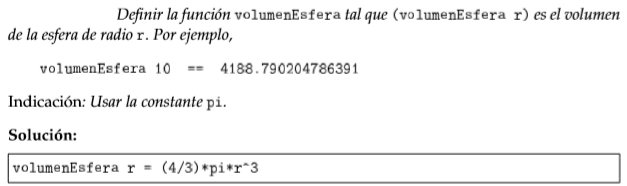 Definir la función volumenEsfera tal que (volumenEsfera r) es el volumen
de la esfera de radio r. Por ejemplo,
volumenEsfera 10 == 4188.790204786391
Indicación: Usar la constante pi.
Solución:
volumenEsfera r = (4/3)*pi*r^3